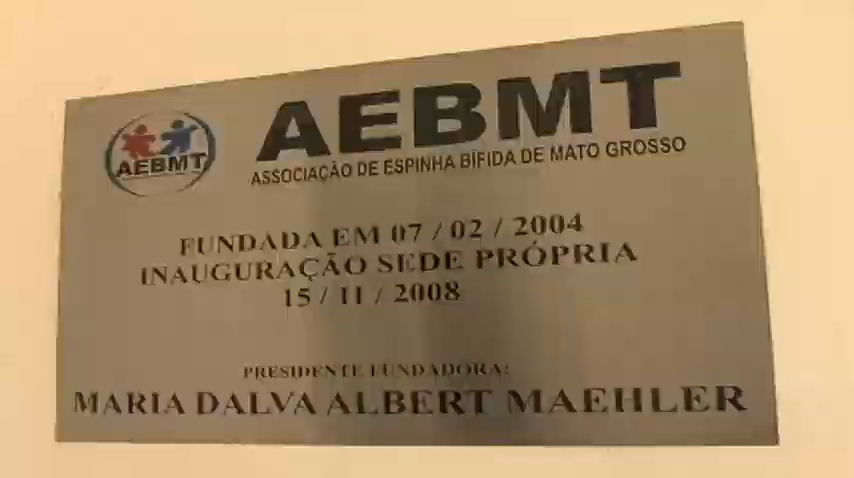 AEBMT
AEBMT
ASSOCIAÇÃO DE ESPINHA BÍFIDA DE MATO GROSSO
FUNDADA EM 07 / 02 / 2004
INAUGURAÇÃO SEDE PRÓPRIA
15 / 11 / 2008
PRESIDENTE FUNDADORA:
MARIA DALVA ALBERT MAEHLER